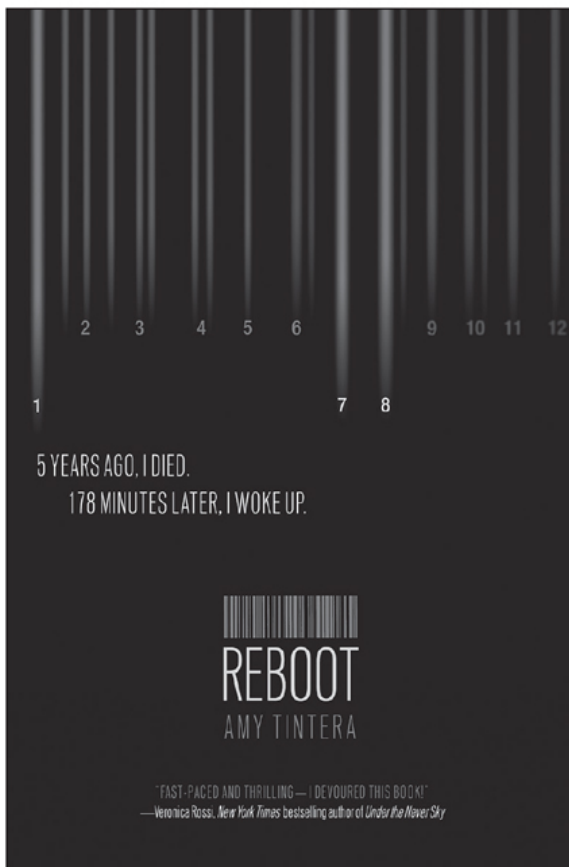 2 3 4 5 6 9 10 11 12
1 7 8
5 YEARS AGO, I DIED.
178 MINUTES LATER, I WOKE UP.
REBOOT
AMY TINTERA
"FAST-PACED AND THRILLING—I DEVOURED THIS BOOK!"
—Veronica Rossi, New York Times bestselling author of Under the Never Sky